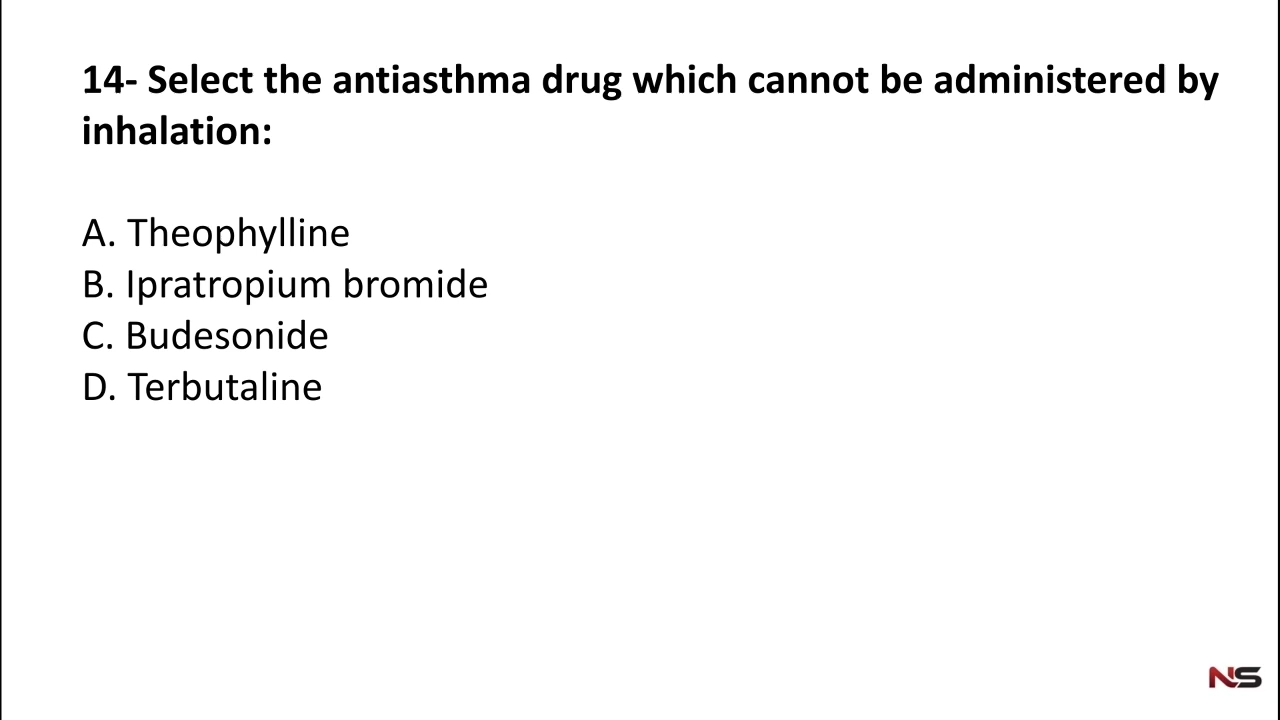 14- Select the antiasthma drug which cannot be administered by
inhalation:
A. Theophylline
B. Ipratropium bromide
C. Budesonide
D. Terbutaline
NS